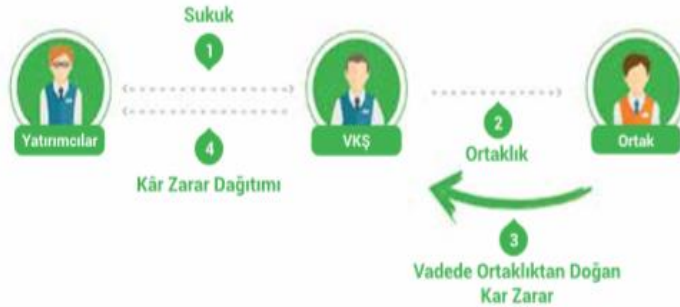 Sukuk
1
Yatırımcılar
VKŞ
Ortak
4
2
Kâr Zarar Dağıtımı
Ortaklık
3
Vadede Ortaklıktan Doğan
Kar Zarar